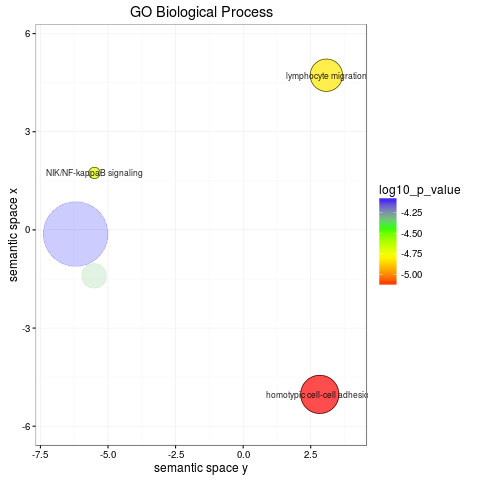 GO Biological Process
6
3
0
-3
-6
semantic space x
lymphocyte migration
NIK/NF-kappaB signaling
homotypic cell-cell adhesio
-7.5
-5.0
-2.5
0.0
2.5
semantic space y
log10_p_value
-4.25
-4.50
-4.75
-5.00